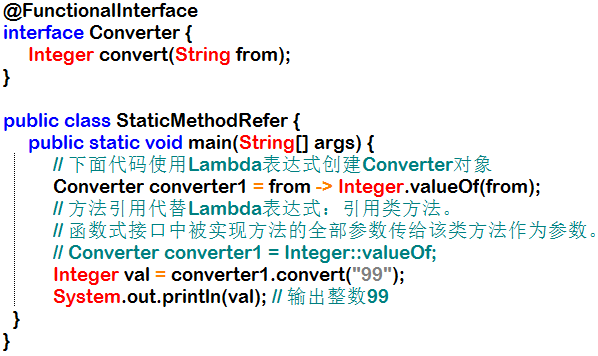 @FunctionalInterface
interface Converter {
Integer convert(String from);
}
public class StaticMethodRefer {
public static void main(String[] args) {
// 下面代码使用Lambda表达式创建Converter对象
Converter converter1 = from -> Integer.valueOf(from);
// 方法引用代替Lambda表达式：引用类方法。
// 函数式接口中被实现方法的全部参数传给该类方法作为参数。
// Converter converter1 = Integer::valueOf;
Integer val = converter1.convert("99");
System.out.println(val); // 输出整数99
}
}